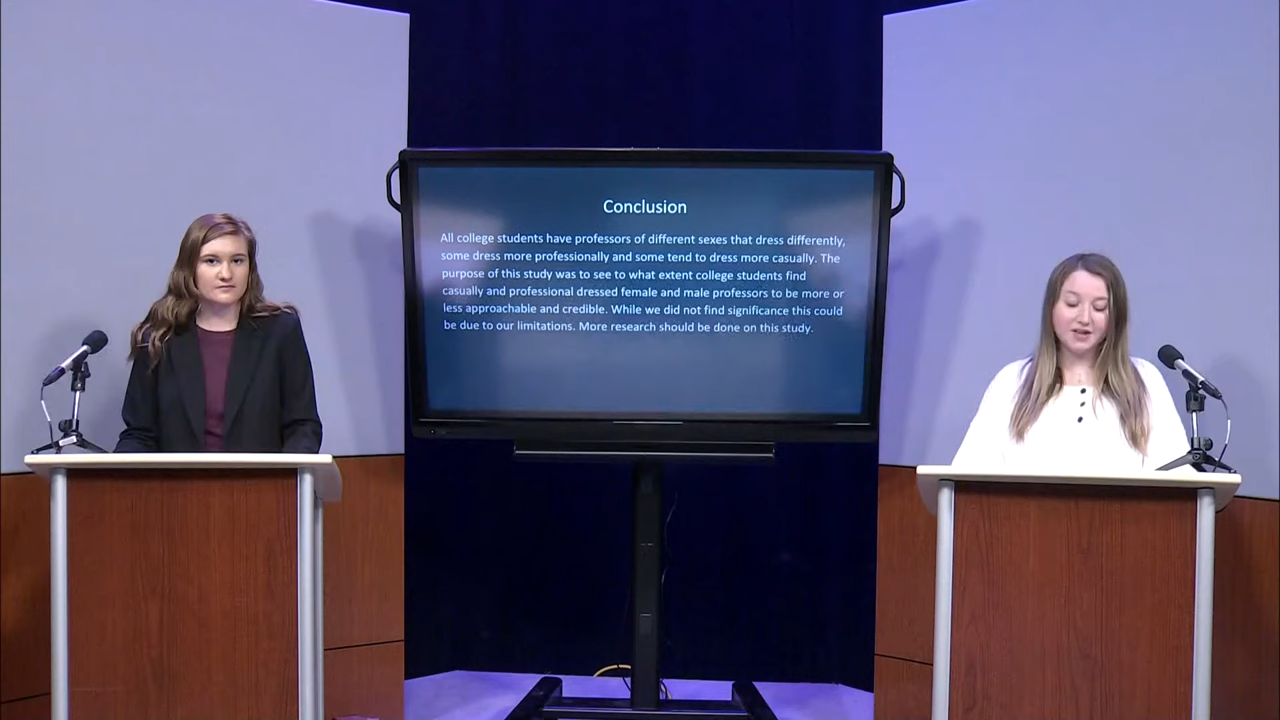 Conclusion
All college students have professors of different sexes that dress differently,
some dress more professionally and some tend to dress more casually. The
purpose of this study was to see to what extent college students find
casually and professional dressed female and male professors to be more or
less approachable and credible. While we did not find significance this could
be due to our limitations. More research should be done on this study.